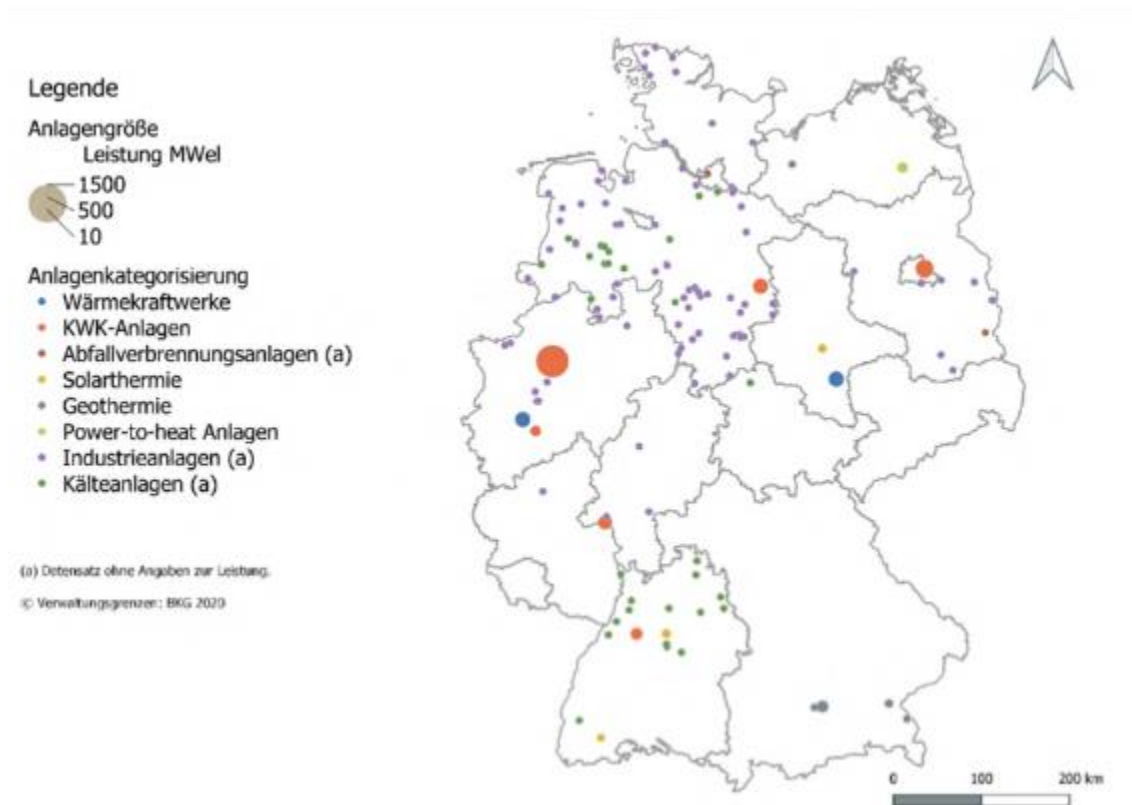 Legende
Anlagengröße
Leistung MWel
1500
500
10
Anlagenkategorisierung
Wärmekraftwerke
KWK-Anlagen
Abfallverbrennungsanlagen (a)
Solarthermie
Geothermie
Power-to-heat Anlagen
Industrieanlagen (a)
Kälteanlagen (a)
(a) Datensatz ohne Angaben zur Leistung.
© Verwaltungsgrenzen: BKG 2020
0 100 200 km